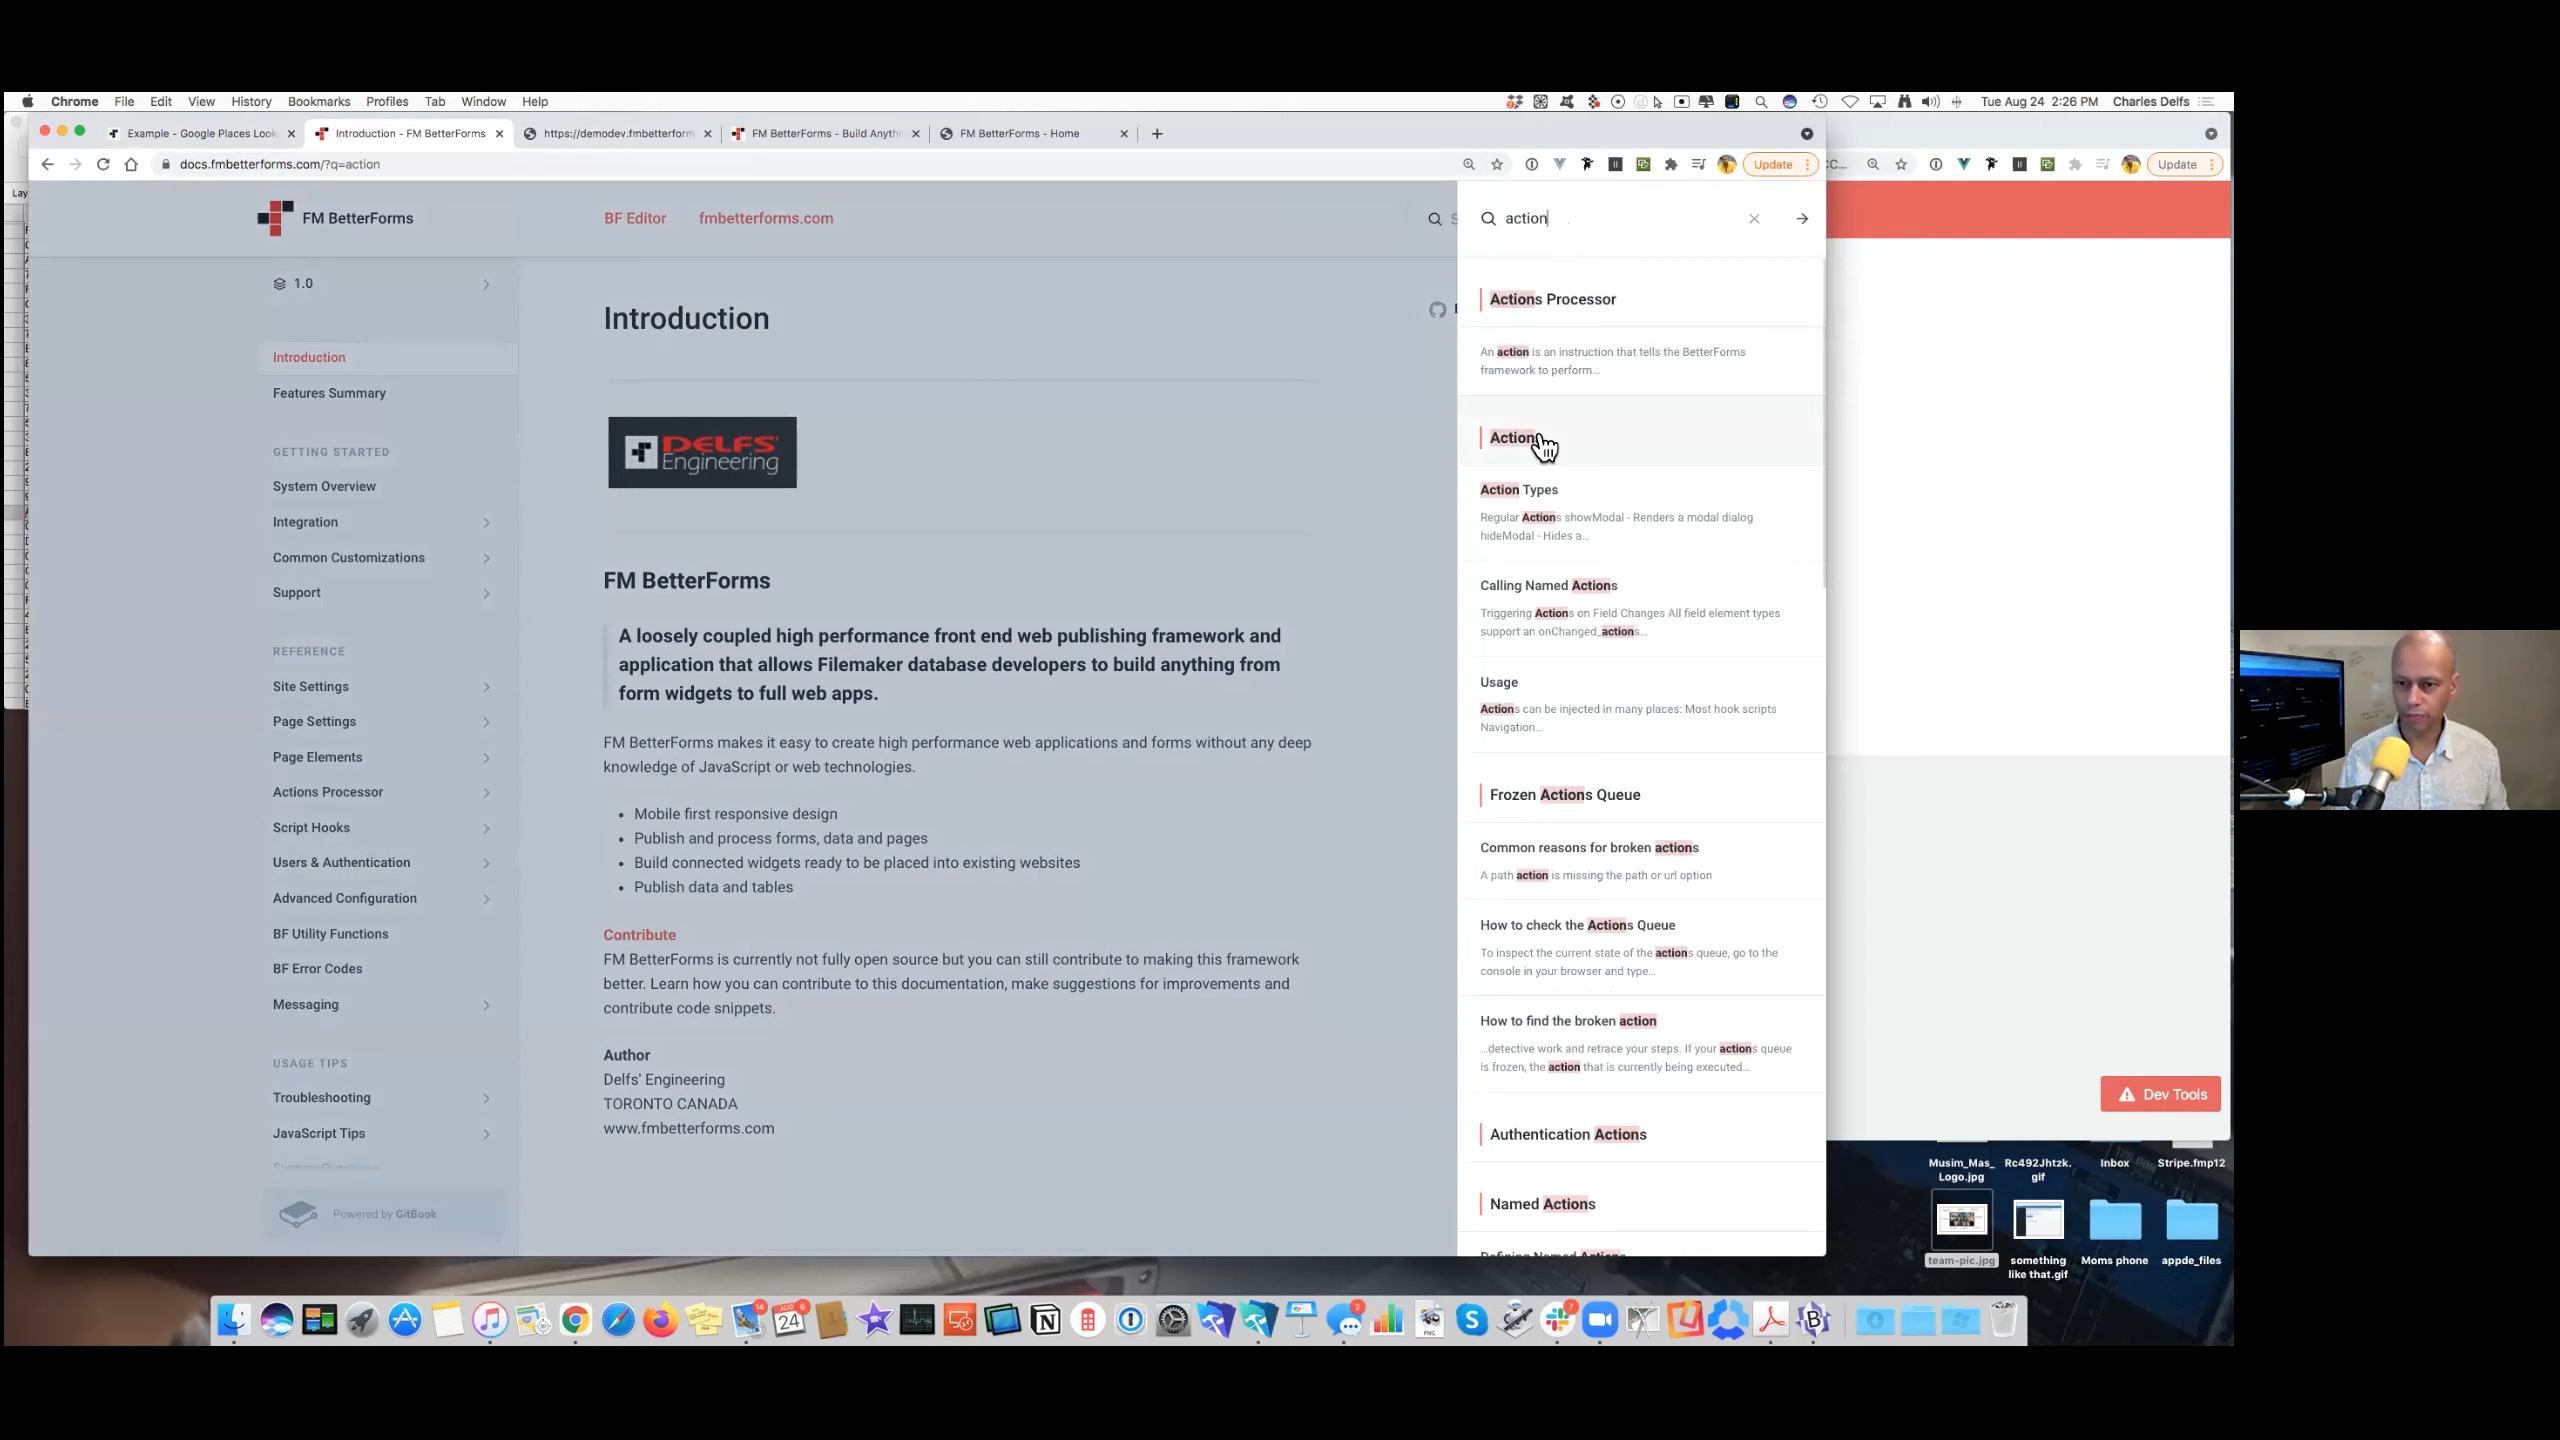 Chrome File Edit View History Bookmarks Profiles Tab Window Help
Tue Aug 24 2:26 PM Charles Delfs
Example - Google Places Look
Introduction - FM BetterForms
https://demodev.fmbetterform
FM BetterForms - Build Anythi
FM BetterForms - Home
docs.fmbetterforms.com/?q=action
Update
Update
Lay
FM BetterForms
BF Editor
fmbetterforms.com
action
1.0
Introduction
Features Summary
GETTING STARTED
System Overview
Integration
Common Customizations
Support
REFERENCE
Site Settings
Page Settings
Page Elements
Actions Processor
Script Hooks
Users & Authentication
Advanced Configuration
BF Utility Functions
BF Error Codes
Messaging
USAGE TIPS
Troubleshooting
JavaScript Tips
Powered by GitBook
Introduction
DELFS'
Engineering
FM BetterForms
A loosely coupled high performance front end web publishing framework and
application that allows Filemaker database developers to build anything from
form widgets to full web apps.
FM BetterForms makes it easy to create high performance web applications and forms without any deep
knowledge of JavaScript or web technologies.
• Mobile first responsive design
• Publish and process forms, data and pages
• Build connected widgets ready to be placed into existing websites
• Publish data and tables
Contribute
FM BetterForms is currently not fully open source but you can still contribute to making this framework
better. Learn how you can contribute to this documentation, make suggestions for improvements and
contribute code snippets.
Author
Delfs' Engineering
TORONTO CANADA
www.fmbetterforms.com
Actions Processor
An action is an instruction that tells the BetterForms
framework to perform...
Action
Action Types
Regular Actions showModal - Renders a modal dialog
hideModal - Hides a...
Calling Named Actions
Triggering Actions on Field Changes All field element types
support an onChanged_actions...
Usage
Actions can be injected in many places: Most hook scripts
Navigation...
Frozen Actions Queue
Common reasons for broken actions
A path action is missing the path or url option
How to check the Actions Queue
To inspect the current state of the actions queue, go to the
console in your browser and type...
How to find the broken action
...detective work and retrace your steps. If your actions queue
is frozen, the action that is currently being executed...
Authentication Actions
Named Actions
Defining Named Actions
Dev Tools
Musim_Mas_
Logo.jpg
Rc492Jhtzk.
gif
Inbox
Stripe.fmp12
team-pic.jpg
something
like that.gif
Moms phone
appde_files
14
AUG
24
6
2
PNG
7